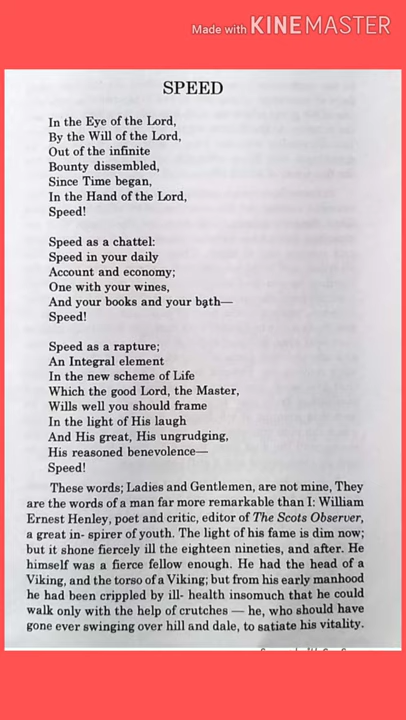 Made with KINEMASTER
SPEED
In the Eye of the Lord,
By the Will of the Lord,
Out of the infinite
Bounty dissembled,
Since Time began,
In the Hand of the Lord,
Speed!
Speed as a chattel:
Speed in your daily
Account and economy;
One with your wines,
And your books and your bath—
Speed!
Speed as a rapture;
An Integral element
In the new scheme of Life
Which the good Lord, the Master,
Wills well you should frame
In the light of His laugh
And His great, His ungrudging,
His reasoned benevolence—
Speed!
These words; Ladies and Gentlemen, are not mine, They
are the words of a man far more remarkable than I: William
Ernest Henley, poet and critic, editor of The Scots Observer,
a great in- spirer of youth. The light of his fame is dim now;
but it shone fiercely ill the eighteen nineties, and after. He
himself was a fierce fellow enough. He had the head of a
Viking, and the torso of a Viking; but from his early manhood
he had been crippled by ill- health insomuch that he could
walk only with the help of crutches — he, who should have
gone ever swinging over hill and dale, to satiate his vitality.